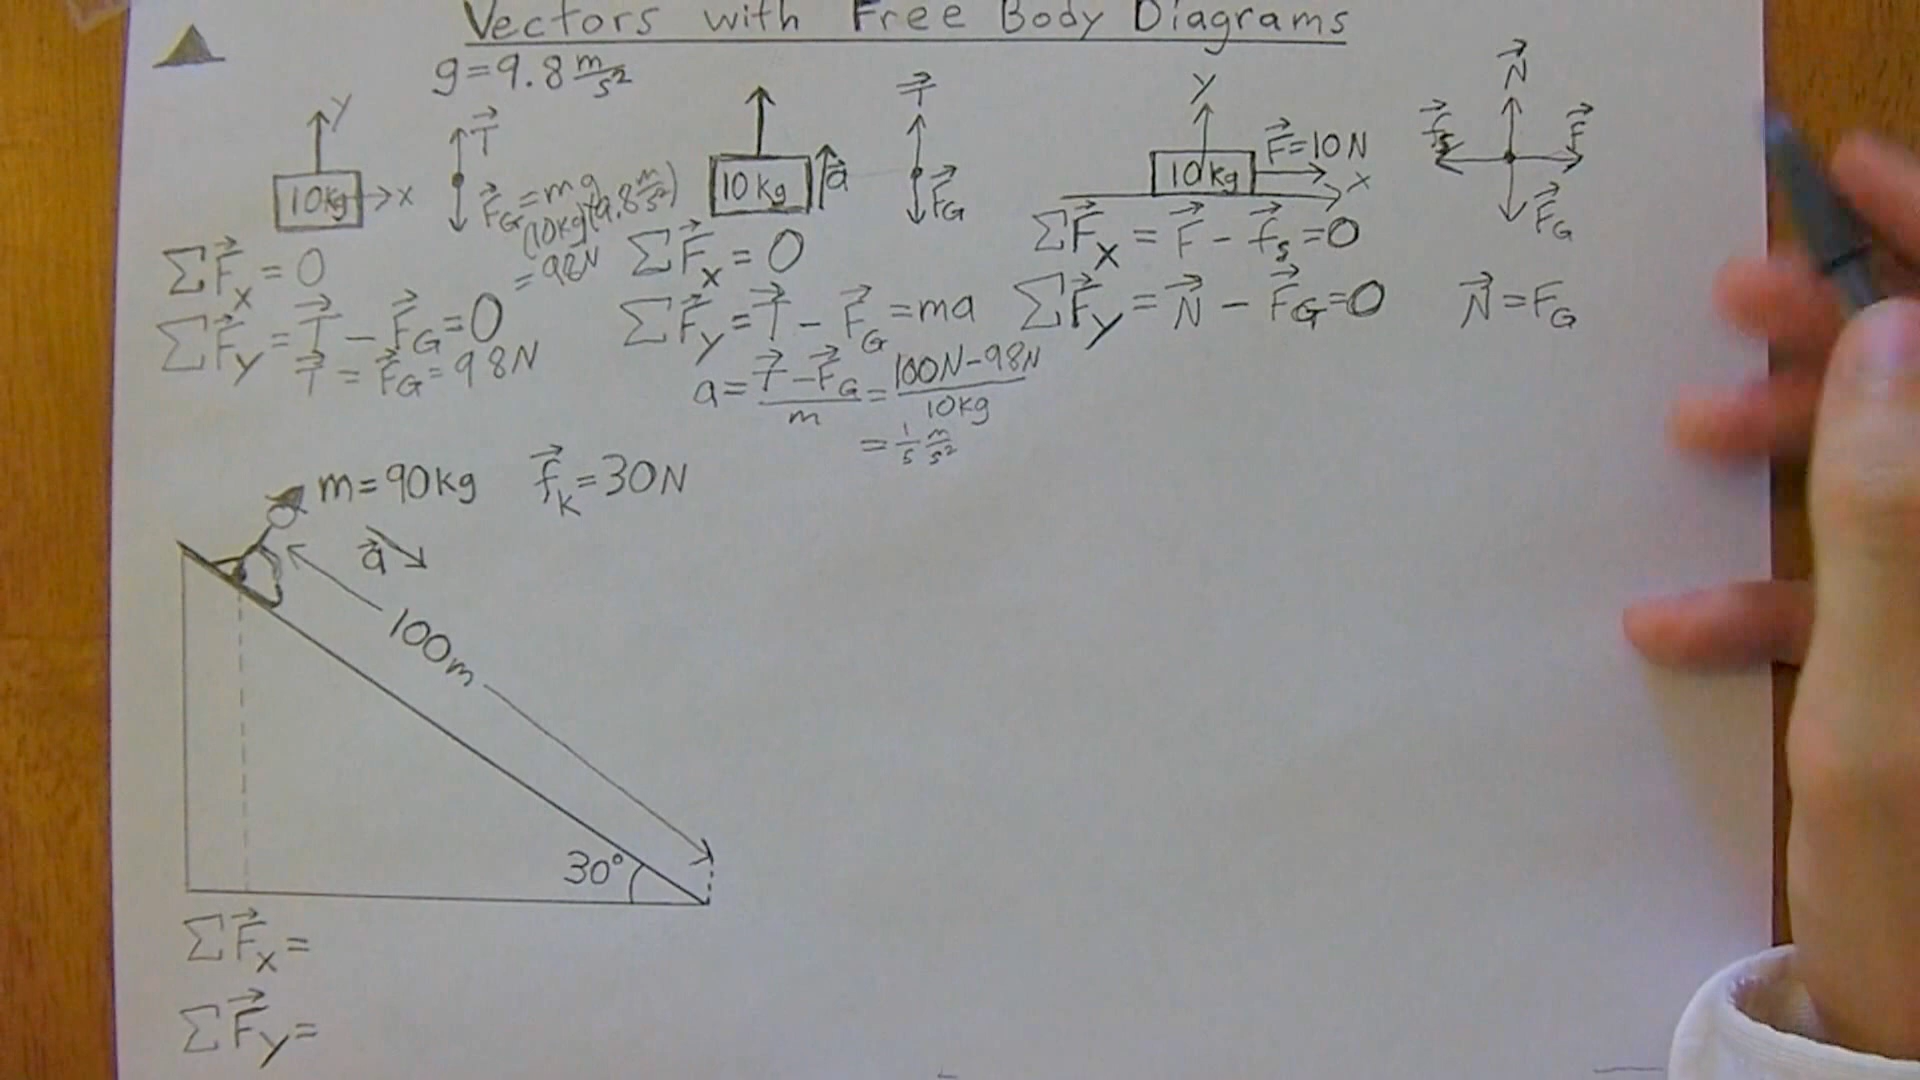 Vectors with Free Body Diagrams
g=9.8 m/s²
y
10kg
x
T
F_G=mg
(10kg)(9.8 m/s²)
=98N
ΣF_x=0
ΣF_y=T-F_G=0
T=F_G=98N
10kg
a
T
F_G
ΣF_x=0
ΣF_y=T-F_G=ma
a=(T-F_G)/m=(100N-98N)/10kg
=1/5 m/s²
y
10kg
F=10N
x
N
F
F_G
ΣF_x=F-f_s=0
ΣF_y=N-F_G=0
N=F_G
m=90kg
f_k=30N
a
100m
30°
ΣF_x=
ΣF_y=